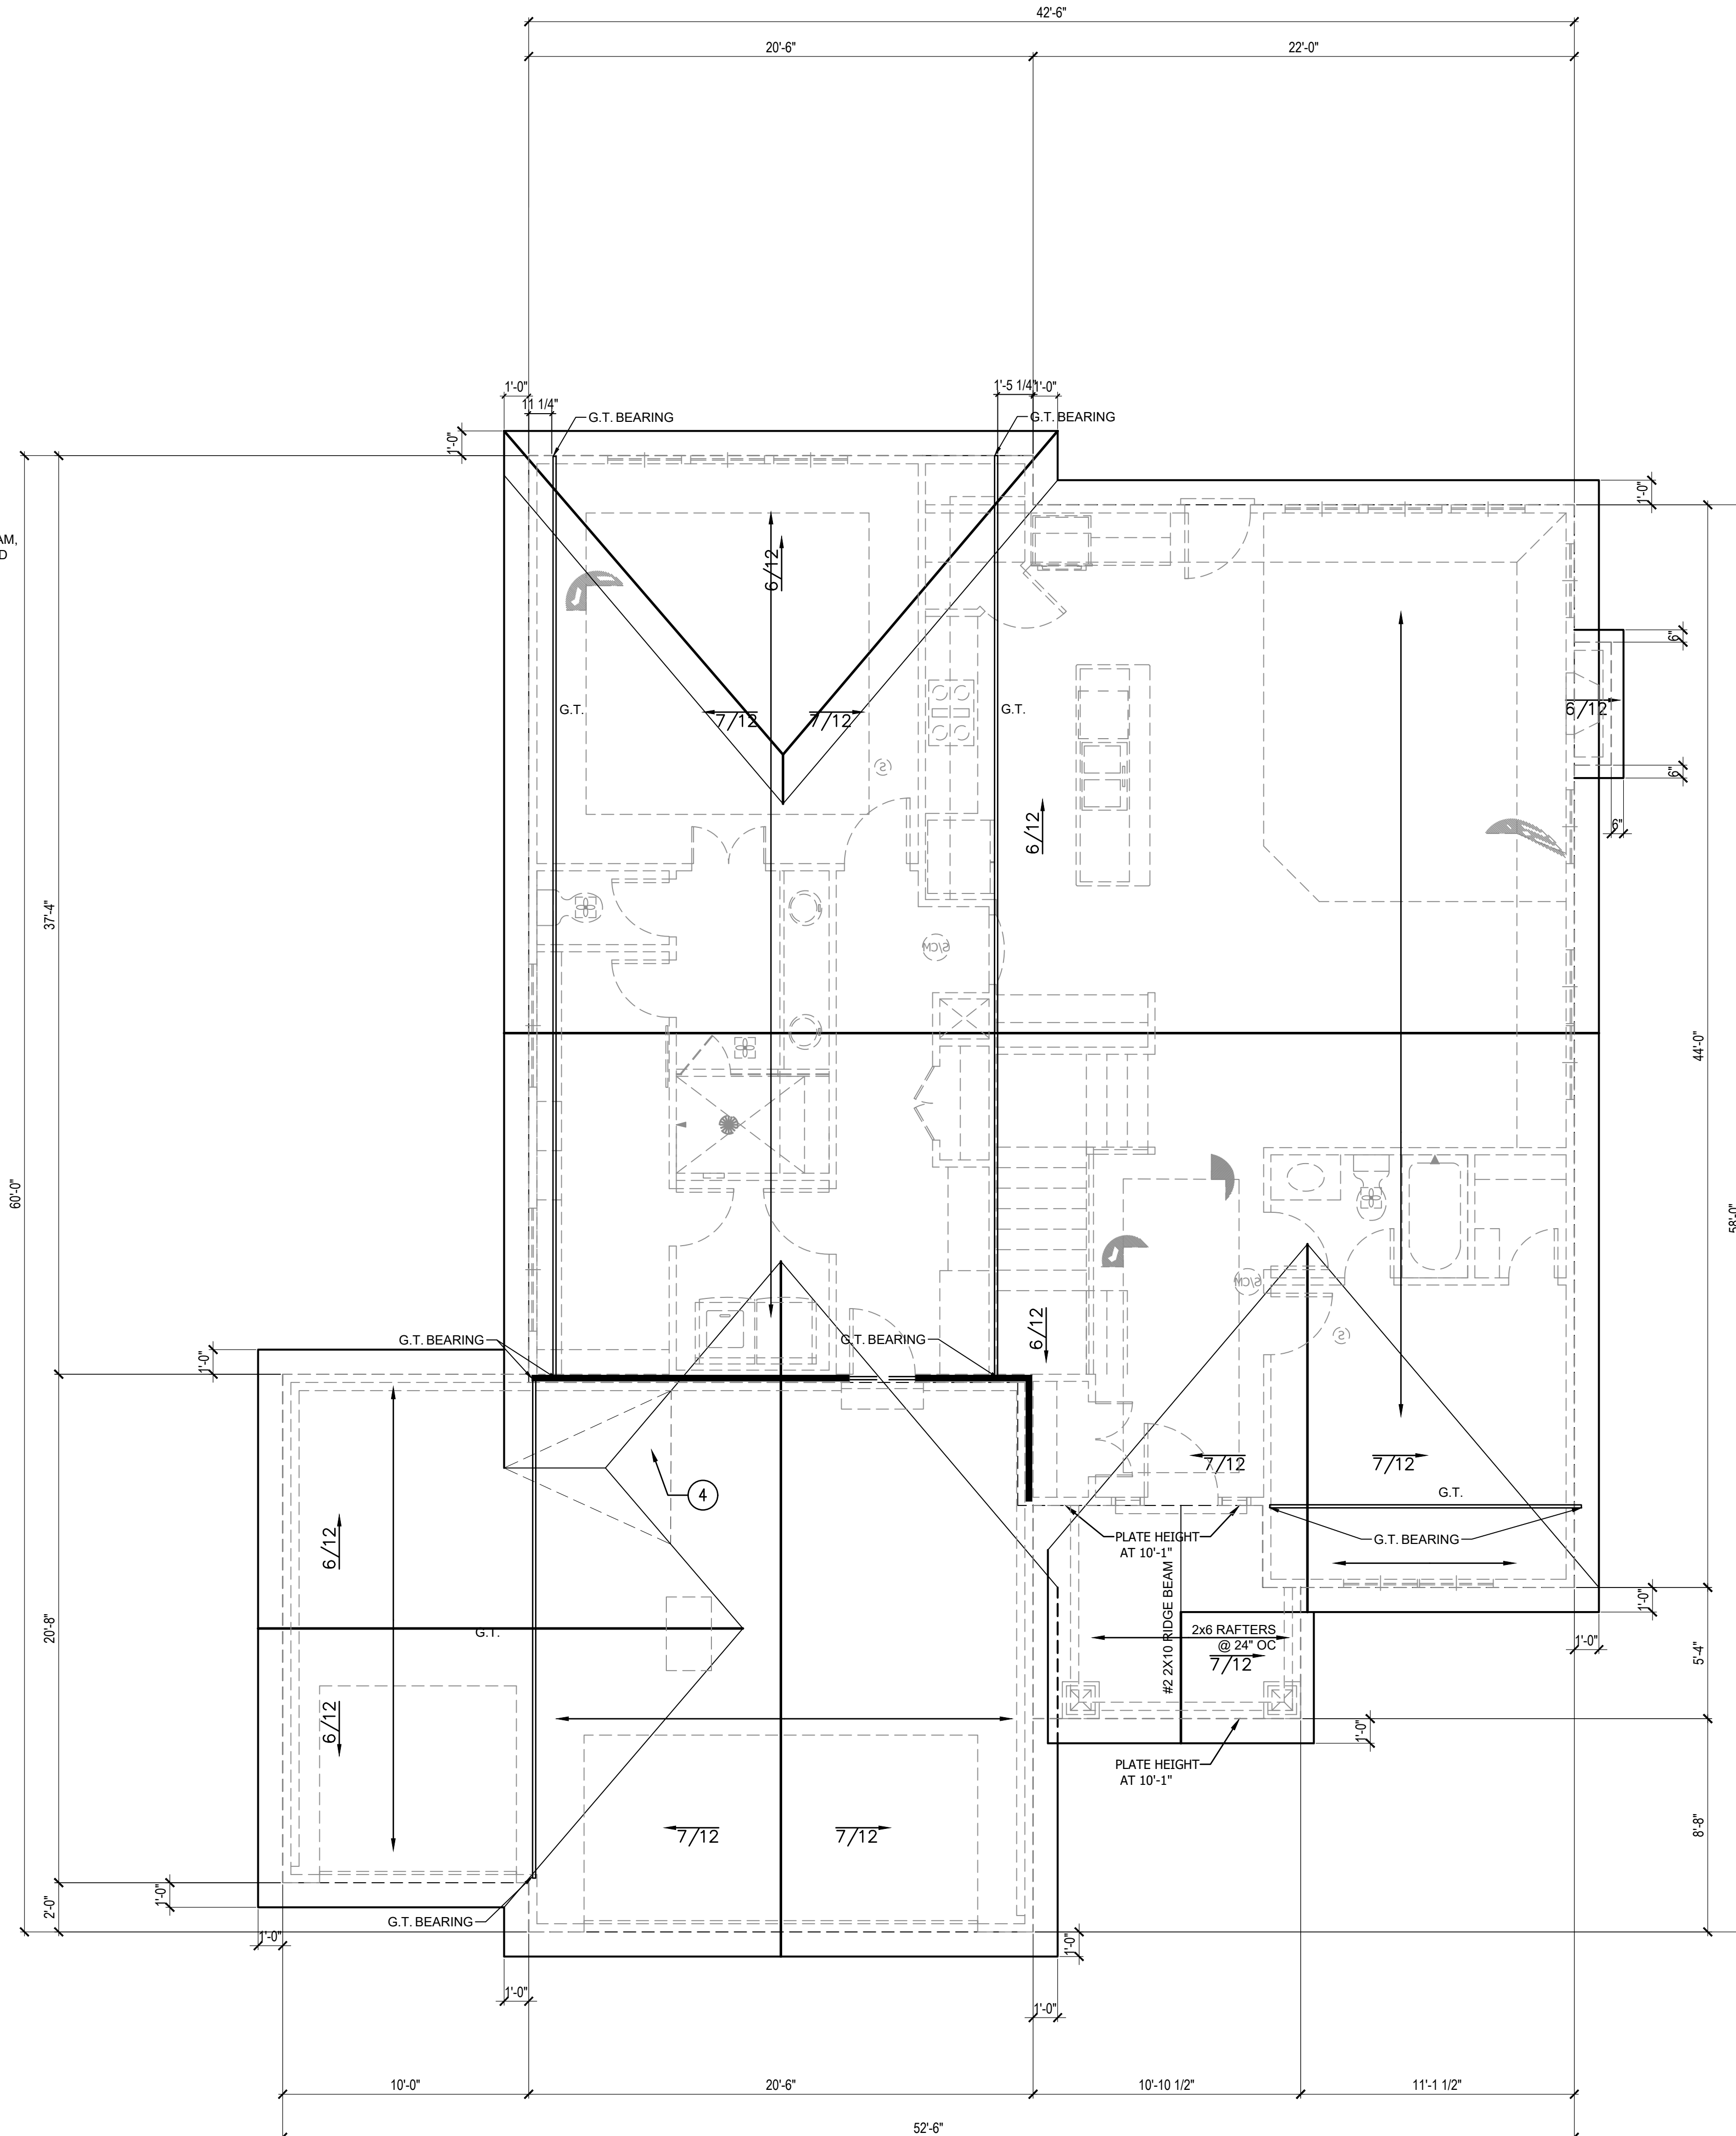 42'-6"
20'-6"
22'-0"
1'-0"
11 1/4"
G.T. BEARING
1'-5 1/4"
1'-0"
G.T. BEARING
1'-0"
1'-0"
AM,
D
6/12
6"
G.T.
7/12
7/12
G.T.
6/12
6"
S
6/12
6"
37'-4"
S/CM
44'-0"
60'-0"
58'-0"
S/CM
S
6/12
G.T. BEARING
G.T. BEARING
1'-0"
7/12
7/12
4
G.T.
PLATE HEIGHT
AT 10'-1"
G.T. BEARING
6/12
#2 2X10 RIDGE BEAM
1'-0"
20'-8"
G.T.
2x6 RAFTERS
@ 24" OC
7/12
1'-0"
5'-4"
6/12
1'-0"
PLATE HEIGHT
AT 10'-1"
7/12
7/12
8'-8"
2'-0"
1'-0"
G.T. BEARING
1'-0"
1'-0"
1'-0"
1'-0"
10'-0"
20'-6"
10'-10 1/2"
11'-1 1/2"
52'-6"